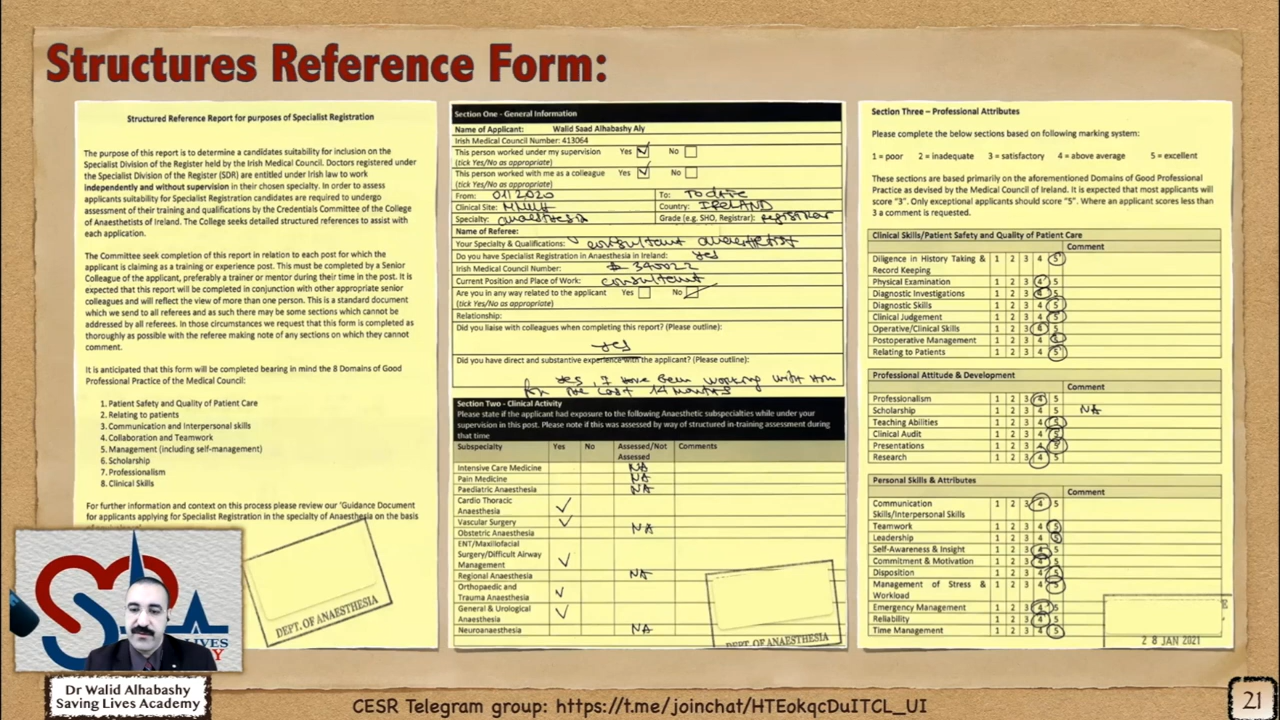 Structures Reference Form:
Structured Reference Report for purposes of Specialist Registration
The purpose of this report is to determine a candidates suitability for inclusion on
the Specialist Division of the Register held by the Irish Medical Council. Doctors registered under
the Specialist Division of the Register (SDR) are entitled under Irish law to work
independently and without supervision in their chosen specialty. In order to assess
applicants suitability for Specialist Registration candidates are required to undergo
assessment of their training and qualifications by the Credentials Committee of the College
of Anaesthetists of Ireland. The College seeks detailed structured references to assist with
each application.
The Committee seek completion of this report in relation to each post for which the
applicant is claiming as a training or experience post. This must be completed by a Senior
Colleague of the applicant, preferably a trainer or mentor during their time in the post. It is
expected that this report will be completed in conjunction with other appropriate senior
colleagues and will reflect the view of more than one person. This is a standard document
which we send to all referees and as such there may be some sections which cannot be
addressed by all referees. In those circumstances we request that this form is completed as
thoroughly as possible with the referee making note of any sections on which they cannot
comment.
It is anticipated that this form will be completed bearing in mind the 8 Domains of Good
Professional Practice of the Medical Council:
1. Patient Safety and Quality of Patient Care
2. Relating to patients
3. Communication and Interpersonal skills
4. Collaboration and Teamwork
5. Management (including self-management)
6. Scholarship
7. Professionalism
8. Clinical Skills
For further information and context on this process please review our 'Guidance Document
for applicants applying for Specialist Registration in the specialty of Anaesthesia on the basis
DEPT. OF ANAESTHESIA
Section One - General Information
Name of Applicant: Walid Saad Alhabashy Aly
Irish Medical Council Number: 413064
This person worked under my supervision Yes No
(tick Yes/No as appropriate)
This person worked with me as a colleague Yes No
(tick Yes/No as appropriate)
From: 01/2020 To: To date
Clinical Site: MMUH Country: IRELAND
Specialty: anaesthesia Grade (e.g. SHO, Registrar): Registrar
Name of Referee:
Your Specialty & Qualifications: consultant anaesthetist
Do you have Specialist Registration in Anaesthesia in Ireland: Yes
Irish Medical Council Number:
Current Position and Place of Work: consultant
Are you in any way related to the applicant Yes No
(tick Yes/No as appropriate)
Relationship:
Did you liaise with colleagues when completing this report? (Please outline):
Yes
Did you have direct and substantive experience with the applicant? (Please outline):
Yes, I have been working with him
for the last 14 months
Section Two - Clinical Activity
Please state if the applicant had exposure to the following Anaesthetic subspecialties while under your
supervision in this post. Please note if this was assessed by way of structured in-training assessment during
that time
Subspecialty Yes No Assessed/Not Assessed Comments
Intensive Care Medicine NA
Pain Medicine NA
Paediatric Anaesthesia NA
Cardio Thoracic
Anaesthesia
Vascular Surgery
Obstetric Anaesthesia NA
ENT/Maxillofacial
Surgery/Difficult Airway
Management
Regional Anaesthesia NA
Orthopaedic and
Trauma Anaesthesia
General & Urological
Anaesthesia
Neuroanaesthesia NA
DEPT. OF ANAESTHESIA
Section Three – Professional Attributes
Please complete the below sections based on following marking system:
1 = poor 2 = inadequate 3 = satisfactory 4 = above average 5 = excellent
These sections are based primarily on the aforementioned Domains of Good Professional
Practice as advised by the Medical Council of Ireland. It is expected that most applicants will
score "3". Only exceptional applicants should score "5". Where an applicant scores less than
3 a comment is requested.
Clinical Skills/Patient Safety and Quality of Patient Care
Comment
Diligence in History Taking & 1 2 3 4 5
Record Keeping
Physical Examination 1 2 3 4 5
Diagnostic Investigations 1 2 3 4 5
Diagnostic Skills 1 2 3 4 5
Clinical Judgement 1 2 3 4 5
Operative/Clinical Skills 1 2 3 4 5
Postoperative Management 1 2 3 4 5
Relating to Patients 1 2 3 4 5
Professional Attitude & Development
Comment
Professionalism 1 2 3 4 5
Scholarship 1 2 3 4 5 NA
Teaching Abilities 1 2 3 4 5
Clinical Audit 1 2 3 4 5
Presentations 1 2 3 4 5
Research 1 2 3 4 5
Personal Skills & Attributes
Comment
Communication 1 2 3 4 5
Skills/Interpersonal Skills
Teamwork 1 2 3 4 5
Leadership 1 2 3 4 5
Self-Awareness & Insight 1 2 3 4 5
Commitment & Motivation 1 2 3 4 5
Disposition 1 2 3 4 5
Management of Stress & 1 2 3 4 5
Workload
Emergency Management 1 2 3 4 5
Reliability 1 2 3 4 5
Time Management 1 2 3 4 5
28 JAN 2021
Dr Walid Alhabashy
Saving Lives Academy
CESR Telegram group: https://t.me/joinchat/HTEokqcDuITCL_UI
21